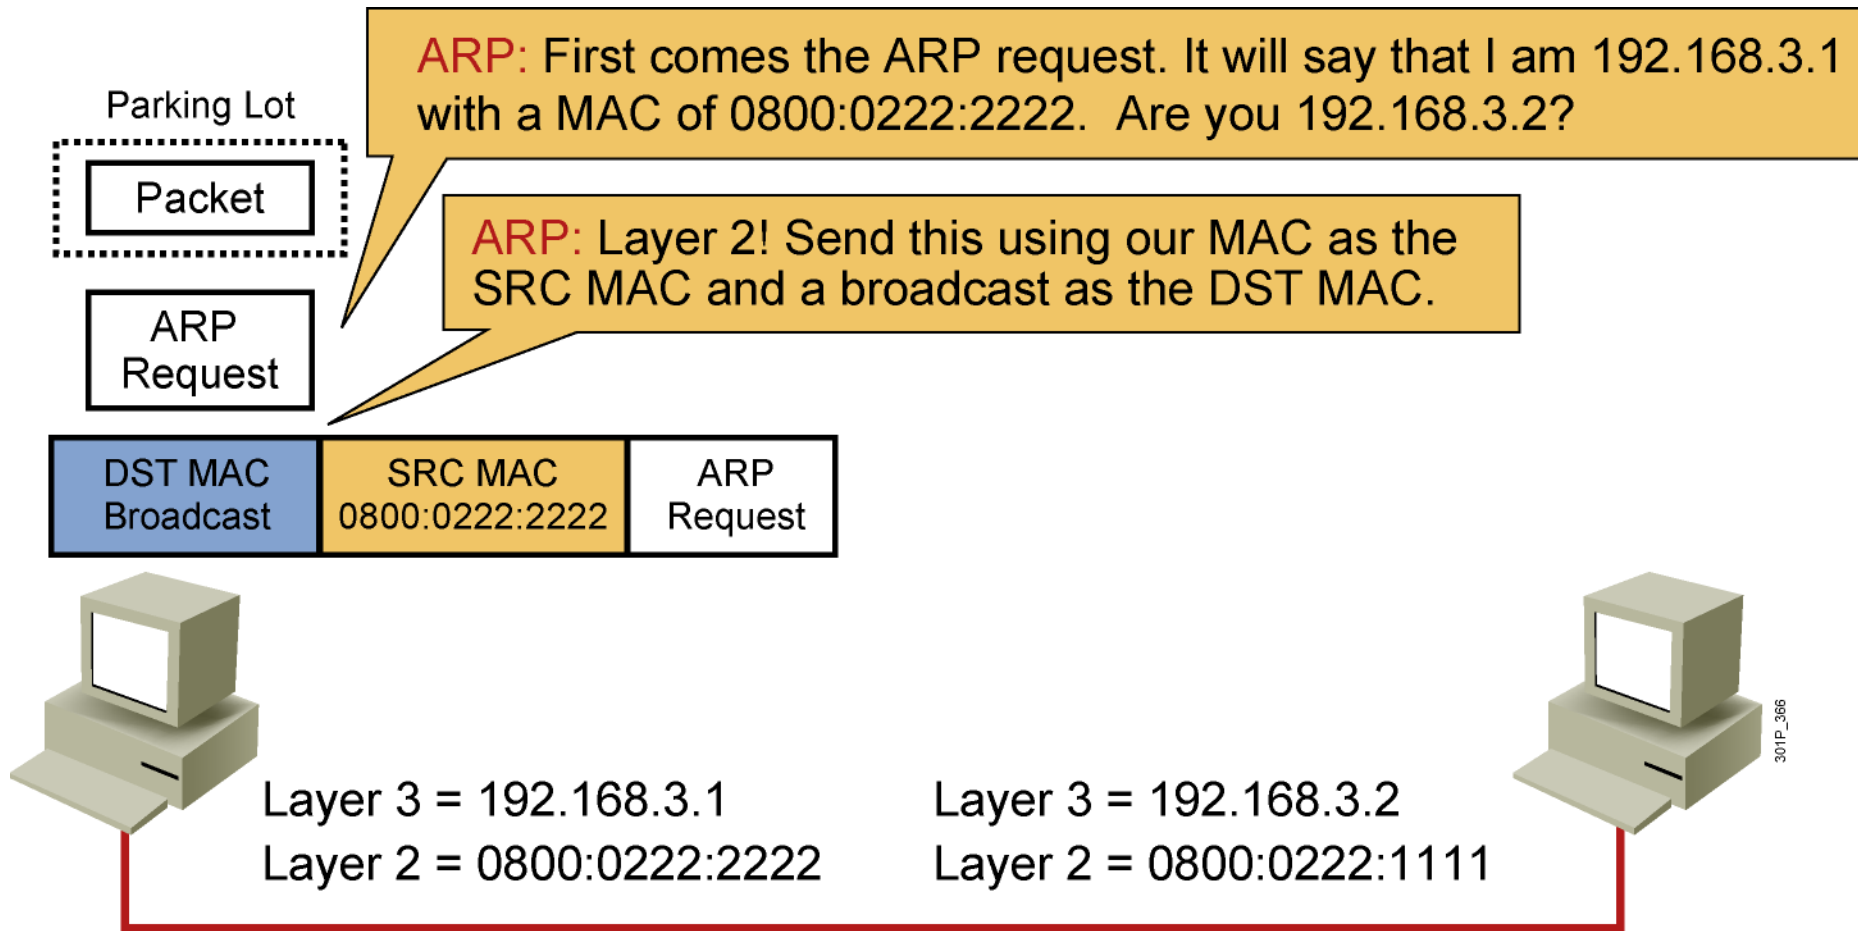 ARP: First comes the ARP request. It will say that I am 192.168.3.1
with a MAC of 0800:0222:2222. Are you 192.168.3.2?
Parking Lot
Packet
ARP: Layer 2! Send this using our MAC as the
SRC MAC and a broadcast as the DST MAC.
ARP
Request
DST MAC
Broadcast
SRC MAC
0800:0222:2222
ARP
Request
Layer 3 = 192.168.3.1
Layer 2 = 0800:0222:2222
Layer 3 = 192.168.3.2
Layer 2 = 0800:0222:1111
301P_366